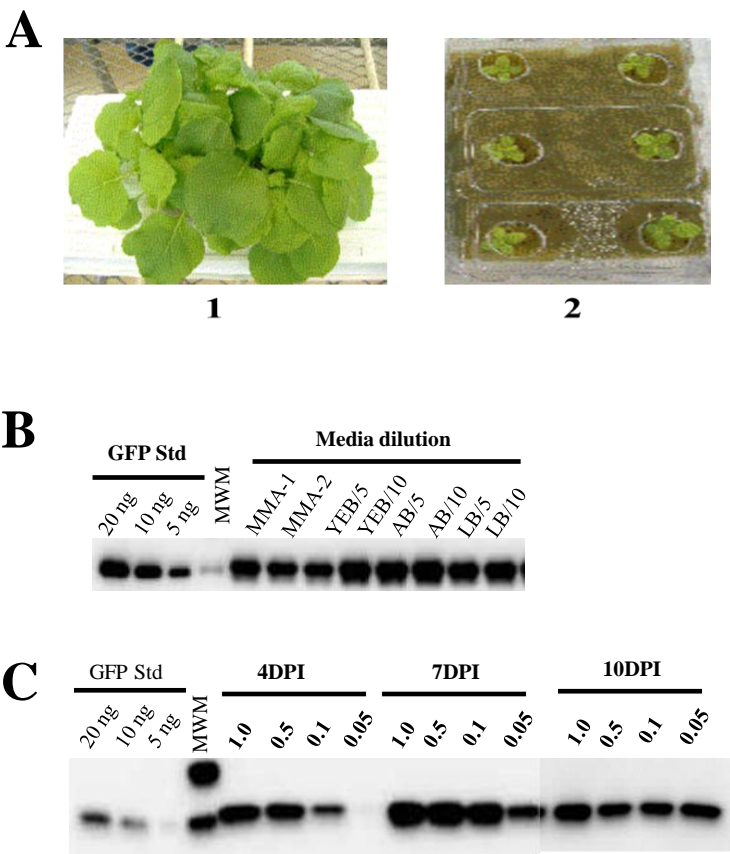 A
1
2
B
GFP Std
Media dilution
20 ng
10 ng
5 ng
MWM
MMA-1
MMA-2
YEB/5
YEB/10
AB/5
AB/10
LB/5
LB/10
C
GFP Std
4DPI
7DPI
10DPI
20 ng
10 ng
5 ng
MWM
1.0
0.5
0.1
0.05
1.0
0.5
0.1
0.05
1.0
0.5
0.1
0.05